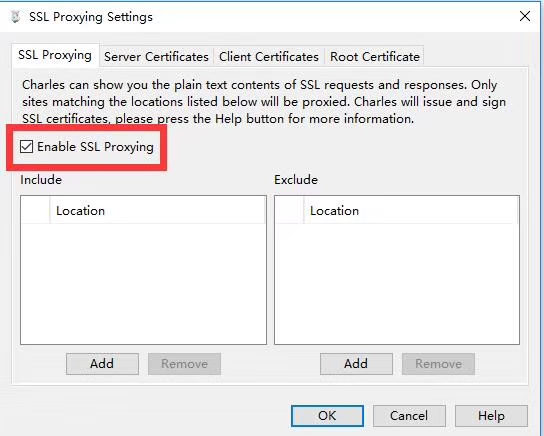 SSL Proxying Settings
SSL Proxying Server Certificates Client Certificates Root Certificate
Charles can show you the plain text contents of SSL requests and responses. Only
sites matching the locations listed below will be proxied. Charles will issue and sign
SSL certificates, please press the Help button for more information.
Enable SSL Proxying
Include Exclude
Location Location
Add Remove Add Remove
OK Cancel Help